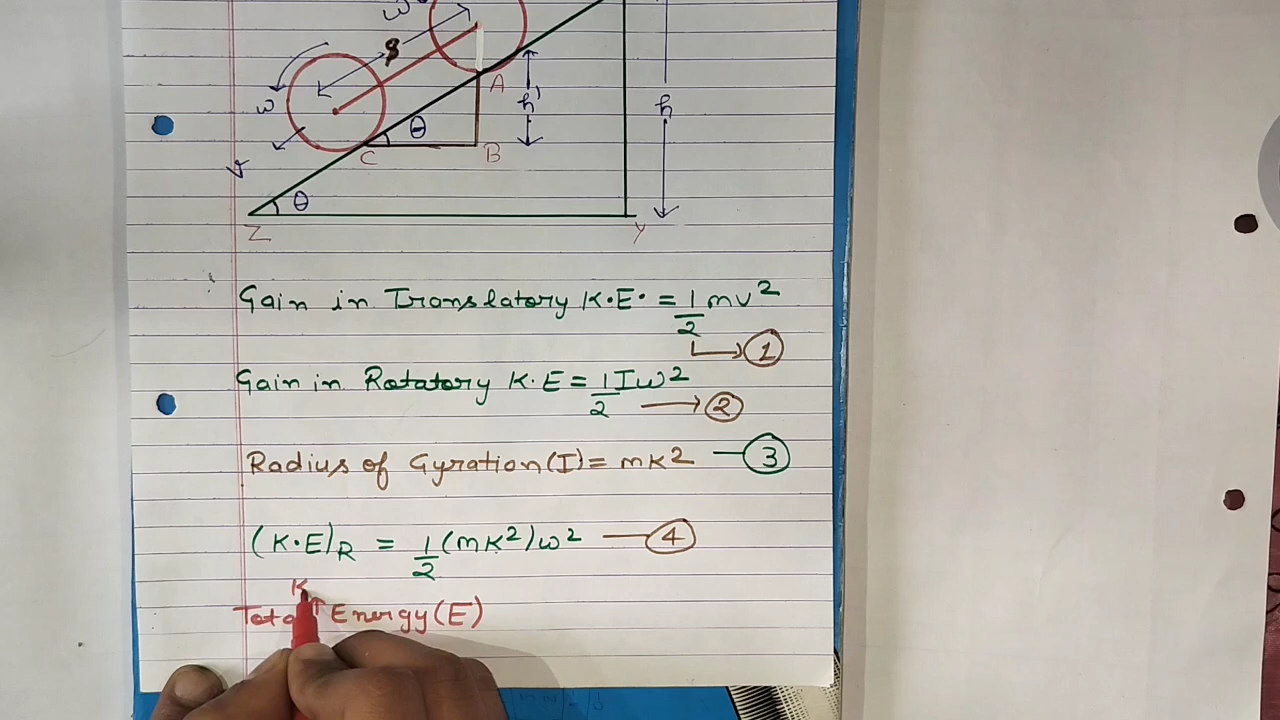 ω
s
A
h'
h
ω
θ
C
B
v
θ
Z
Y
Gain in Translatory K.E. = 1/2 mv²
→ 1
Gain in Rotatory K.E = 1/2 Iω² → 2
Radius of Gyration (I) = mK² — 3
(K.E)R = 1/2 (mK²)ω² — 4
K
Total Energy (E)